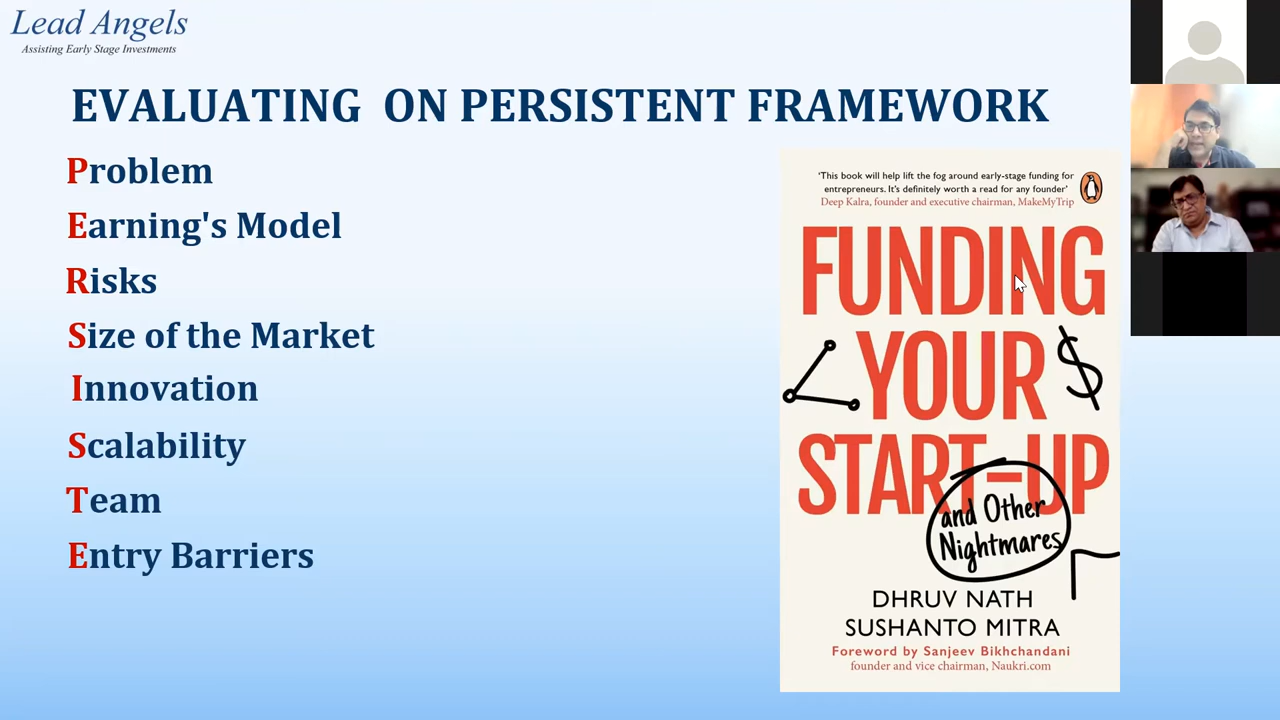 Lead Angels
Assisting Early Stage Investments
EVALUATING ON PERSISTENT FRAMEWORK
Problem
Earning's Model
Risks
Size of the Market
Innovation
Scalability
Team
Entry Barriers
‘This book will help lift the fog around early-stage funding for
entrepreneurs. It's definitely worth a read for any founder’
Deep Kalra, founder and executive chairman, MakeMyTrip
FUNDING
YOUR $
START-UP
and Other
Nightmares
DHRUV NATH
SUSHANTO MITRA
Foreword by Sanjeev Bikhchandani
founder and vice chairman, Naukri.com